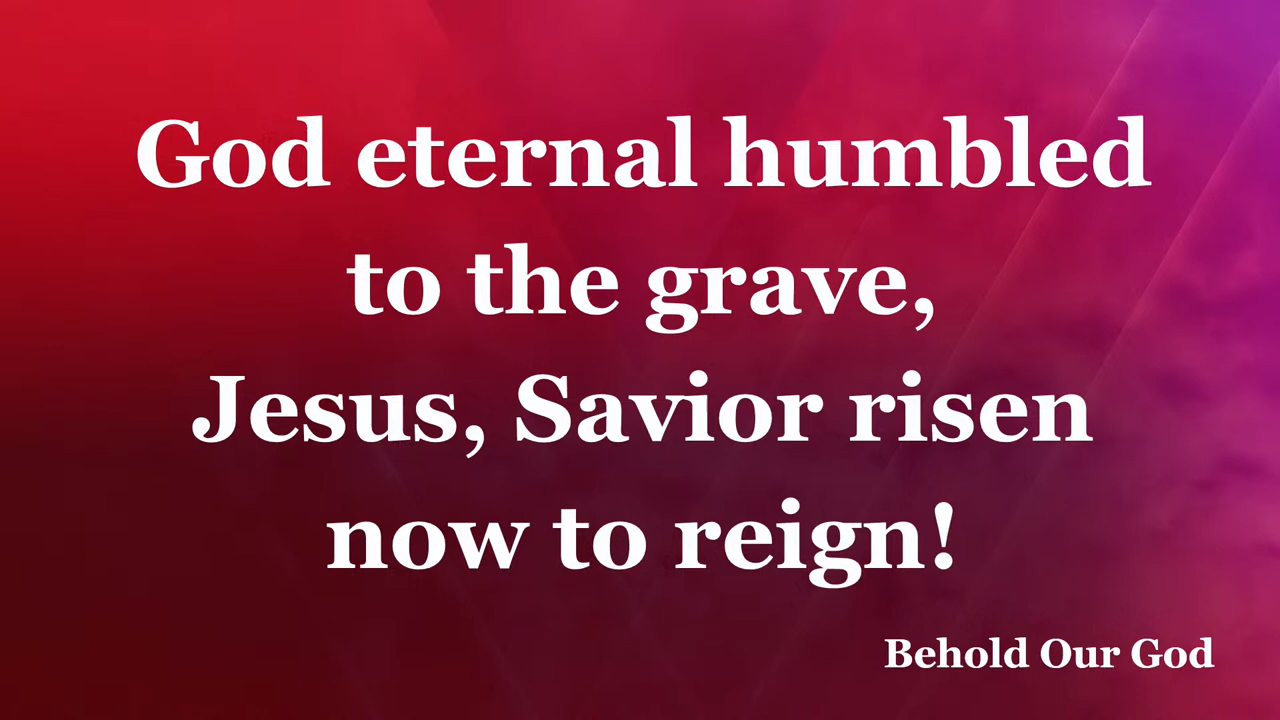 God eternal humbled
to the grave,
Jesus, Savior risen
now to reign!
Behold Our God